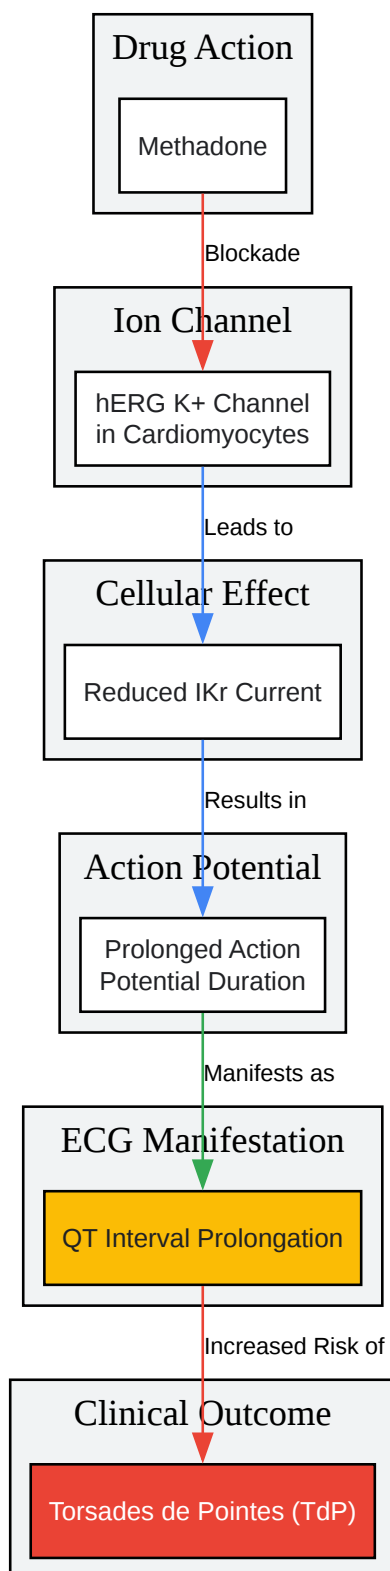 Drug Action
Methadone
Blockade
Ion Channel
hERG K+ Channel
in Cardiomyocytes
Leads to
Cellular Effect
Reduced IKr Current
Results in
Action Potential
Prolonged Action
Potential Duration
Manifests as
ECG Manifestation
QT Interval Prolongation
Increased Risk of
Clinical Outcome
Torsades de Pointes (TdP)